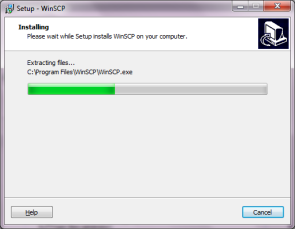 Setup - WinSCP
Installing
Please wait while Setup installs WinSCP on your computer.
Extracting files...
C:\Program Files\WinSCP\WinSCP.exe
Help
Cancel